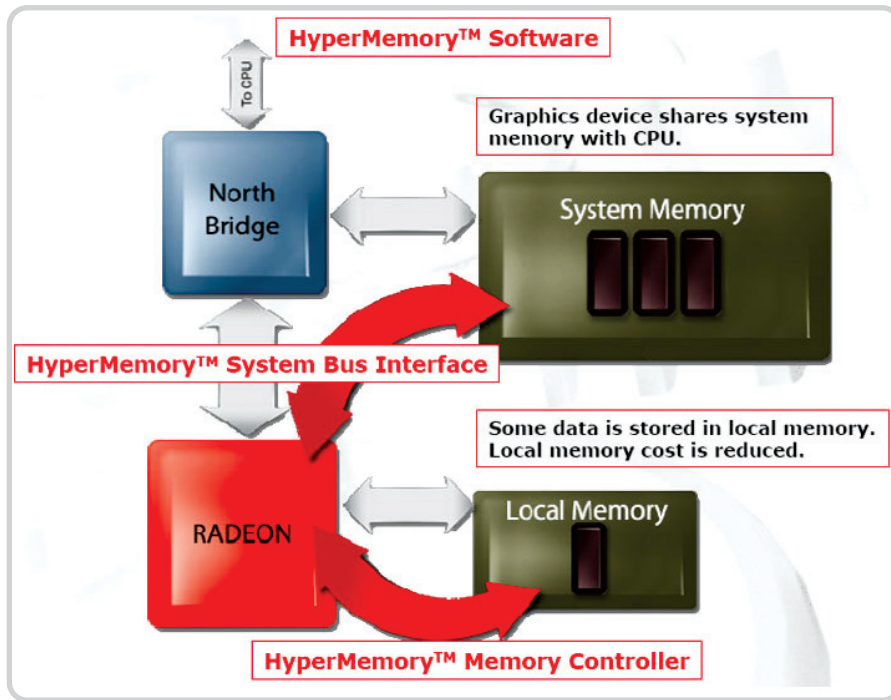 HyperMemory™ Software
To CPU
Graphics device shares system
memory with CPU.
North
Bridge
System Memory
HyperMemory™ System Bus Interface
Some data is stored in local memory.
Local memory cost is reduced.
RADEON
Local Memory
HyperMemory™ Memory Controller